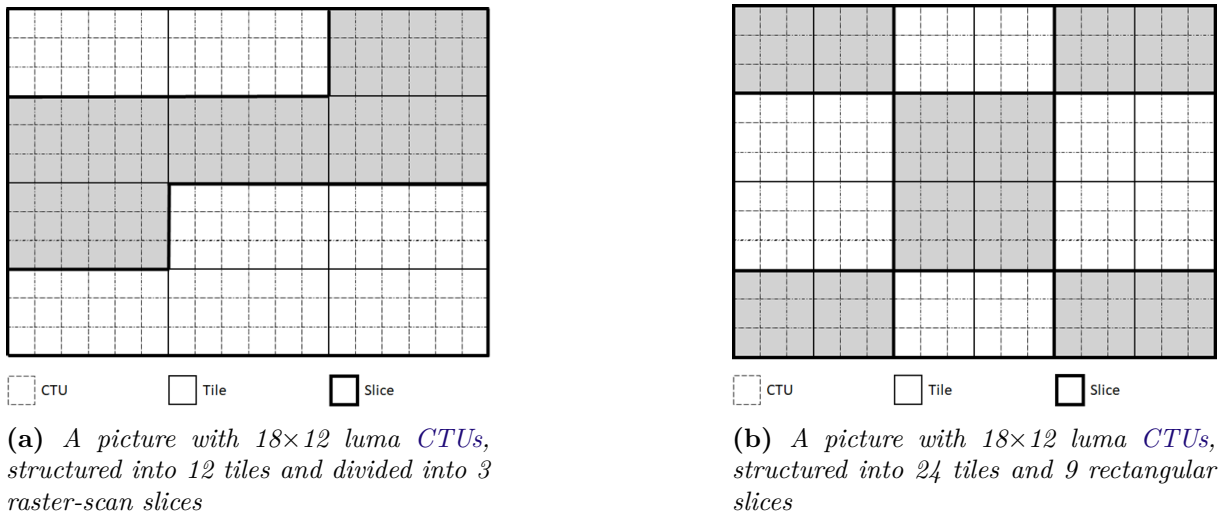 CTU Tile Slice
(a) A picture with 18×12 luma CTUs,
structured into 12 tiles and divided into 3
raster-scan slices
CTU Tile Slice
(b) A picture with 18×12 luma CTUs,
structured into 24 tiles and 9 rectangular
slices